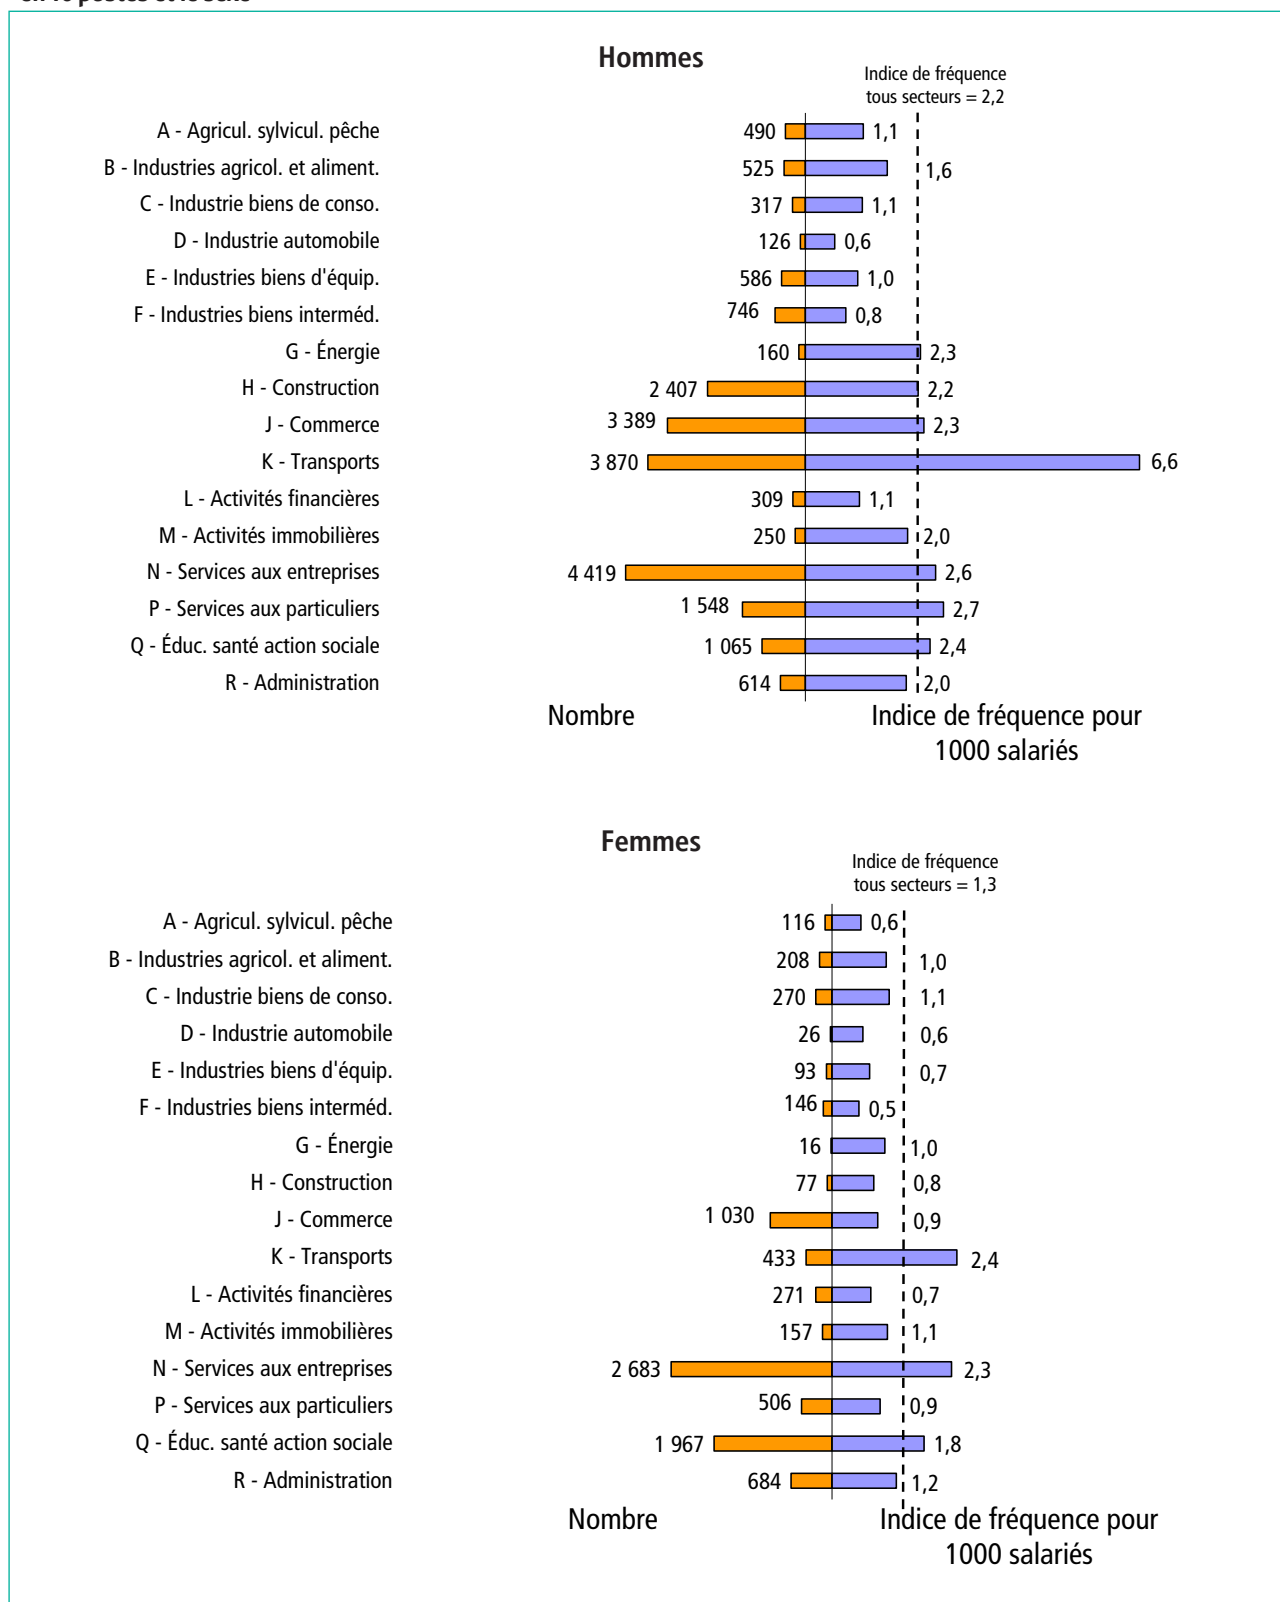 en 16 postes et le sexe
Hommes
Indice de fréquence
tous secteurs = 2,2
A - Agricul. sylvicul. pêche 490 1,1
B - Industries agricol. et aliment. 525 1,6
C - Industrie biens de conso. 317 1,1
D - Industrie automobile 126 0,6
E - Industries biens d'équip. 586 1,0
F - Industries biens interméd. 746 0,8
G - Énergie 160 2,3
H - Construction 2 407 2,2
J - Commerce 3 389 2,3
K - Transports 3 870 6,6
L - Activités financières 309 1,1
M - Activités immobilières 250 2,0
N - Services aux entreprises 4 419 2,6
P - Services aux particuliers 1 548 2,7
Q - Éduc. santé action sociale 1 065 2,4
R - Administration 614 2,0
Nombre Indice de fréquence pour
1000 salariés
Femmes
Indice de fréquence
tous secteurs = 1,3
A - Agricul. sylvicul. pêche 116 0,6
B - Industries agricol. et aliment. 208 1,0
C - Industrie biens de conso. 270 1,1
D - Industrie automobile 26 0,6
E - Industries biens d'équip. 93 0,7
F - Industries biens interméd. 146 0,5
G - Énergie 16 1,0
H - Construction 77 0,8
J - Commerce 1 030 0,9
K - Transports 433 2,4
L - Activités financières 271 0,7
M - Activités immobilières 157 1,1
N - Services aux entreprises 2 683 2,3
P - Services aux particuliers 506 0,9
Q - Éduc. santé action sociale 1 967 1,8
R - Administration 684 1,2
Nombre Indice de fréquence pour
1000 salariés